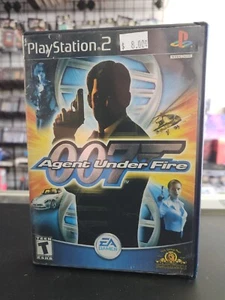 PlayStation 2
$ 8.00
007
Agent Under Fire
T
EA
GAMES